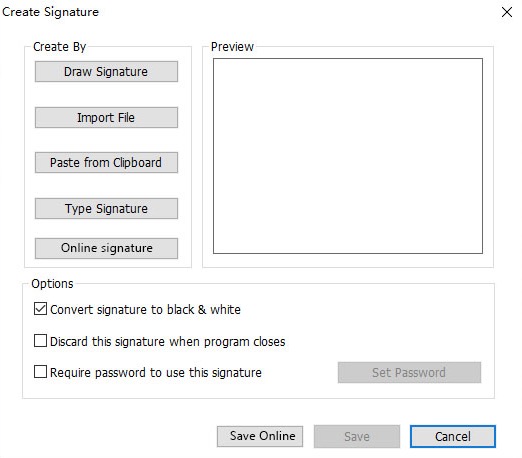 Create Signature
Create By
Draw Signature
Import File
Paste from Clipboard
Type Signature
Online signature
Preview
Options
Convert signature to black & white
Discard this signature when program closes
Require password to use this signature
Set Password
Save Online
Save
Cancel